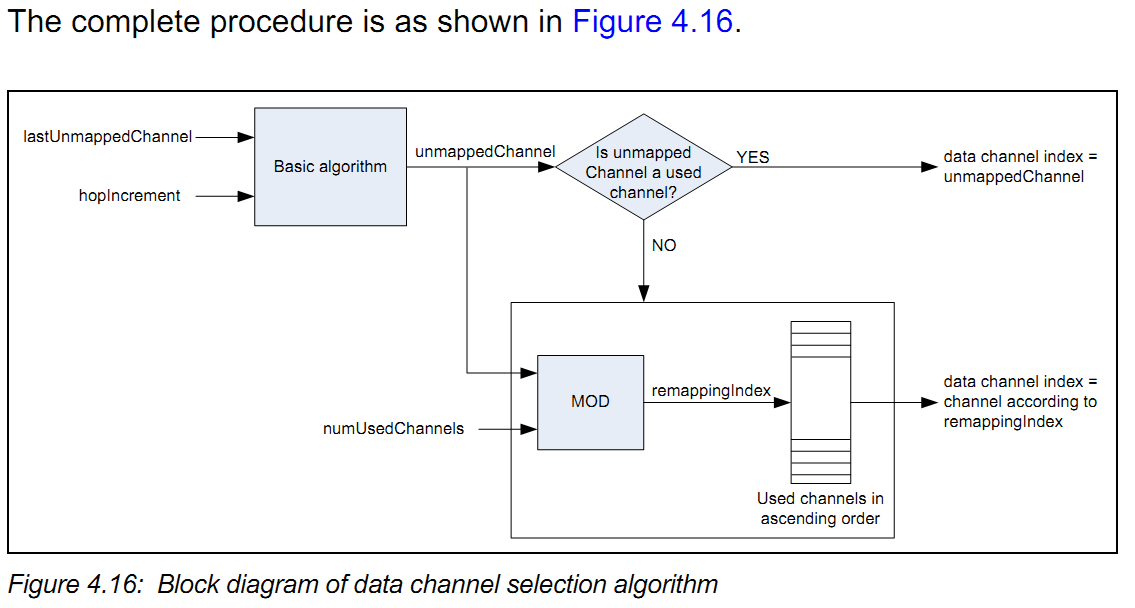 The complete procedure is as shown in Figure 4.16.
lastUnmappedChannel
hopIncrement
Basic algorithm
unmappedChannel
Is unmapped
Channel a used
channel?
YES
data channel index =
unmappedChannel
NO
numUsedChannels
MOD
remappingIndex
Used channels in
ascending order
data channel index =
channel according to
remappingIndex
Figure 4.16: Block diagram of data channel selection algorithm